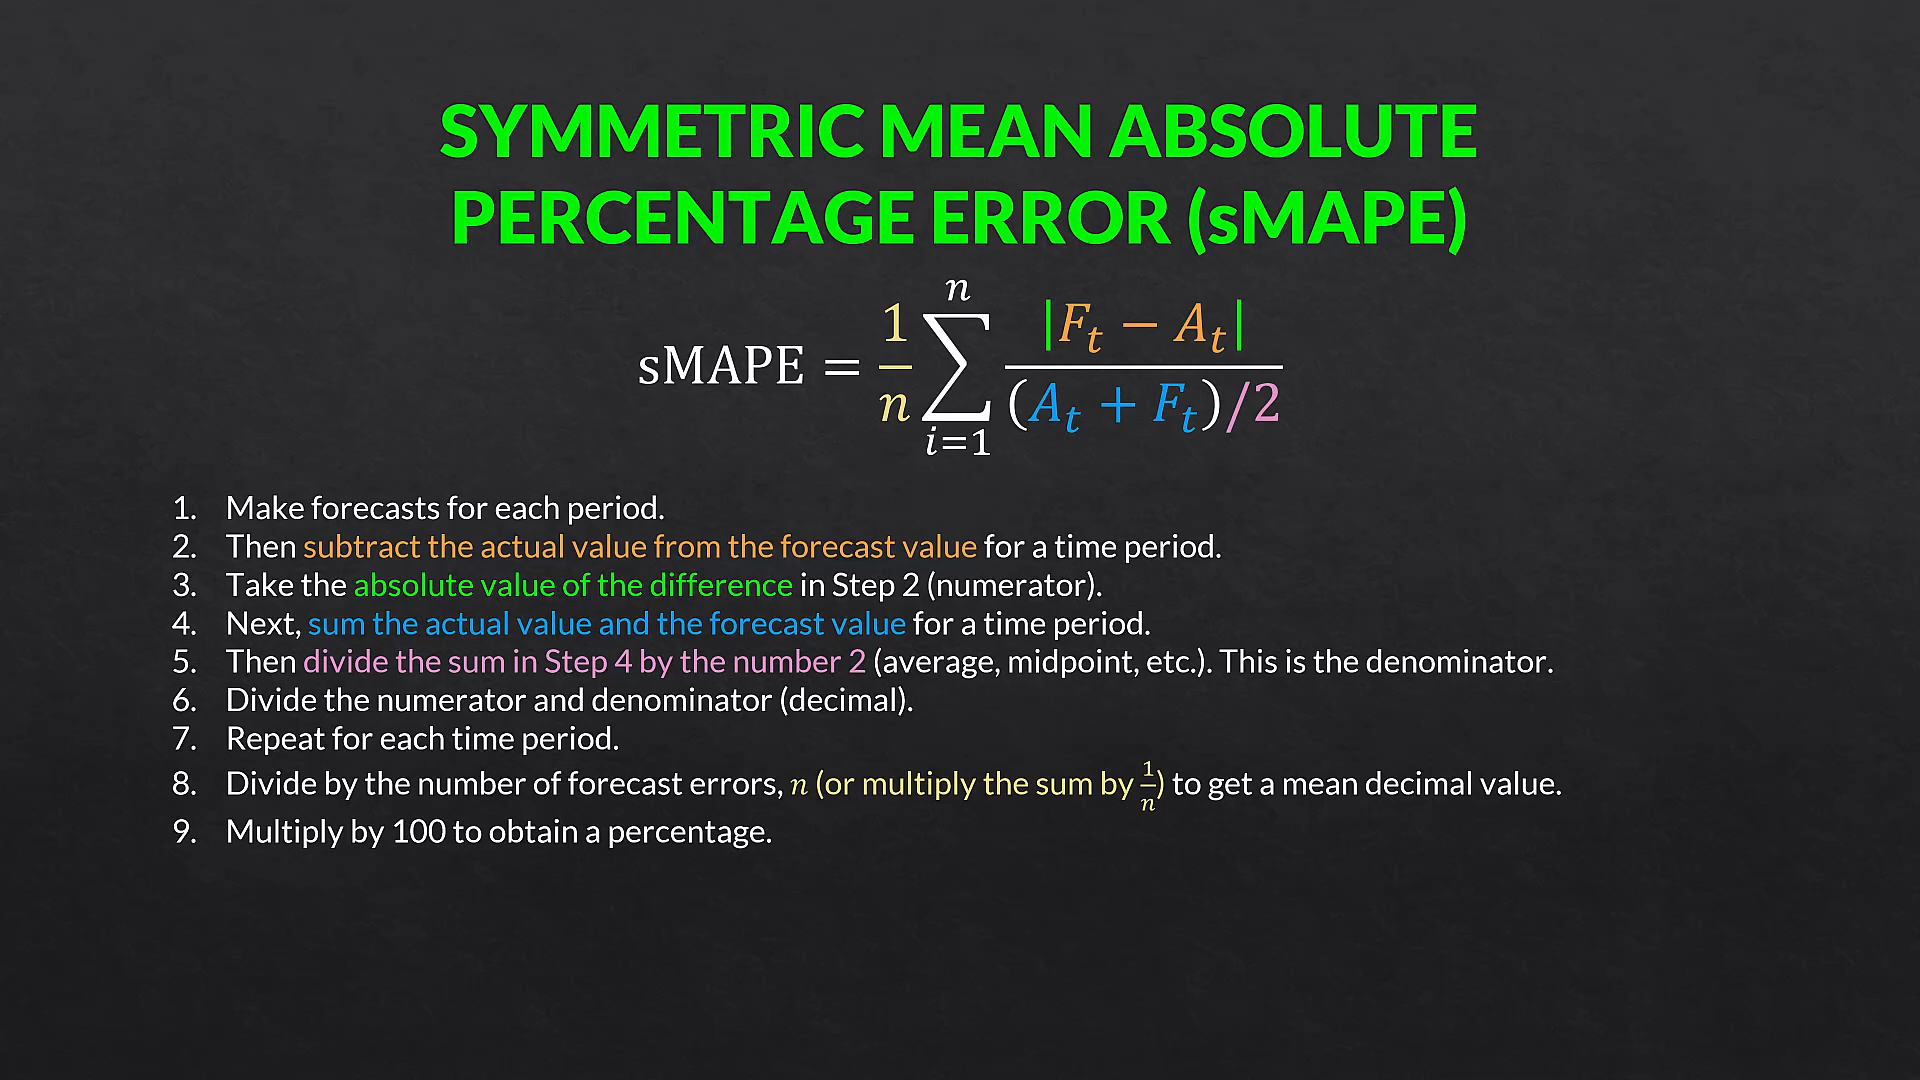 SYMMETRIC MEAN ABSOLUTE
PERCENTAGE ERROR (sMAPE)
sMAPE = \frac{1}{n} \sum_{i=1}^{n} \frac{|F_t − A_t|}{(A_t + F_t)/2}
1. Make forecasts for each period.
2. Then subtract the actual value from the forecast value for a time period.
3. Take the absolute value of the difference in Step 2 (numerator).
4. Next, sum the actual value and the forecast value for a time period.
5. Then divide the sum in Step 4 by the number 2 (average, midpoint, etc.). This is the denominator.
6. Divide the numerator and denominator (decimal).
7. Repeat for each time period.
8. Divide by the number of forecast errors, n (or multiply the sum by \frac{1}{n}) to get a mean decimal value.
9. Multiply by 100 to obtain a percentage.